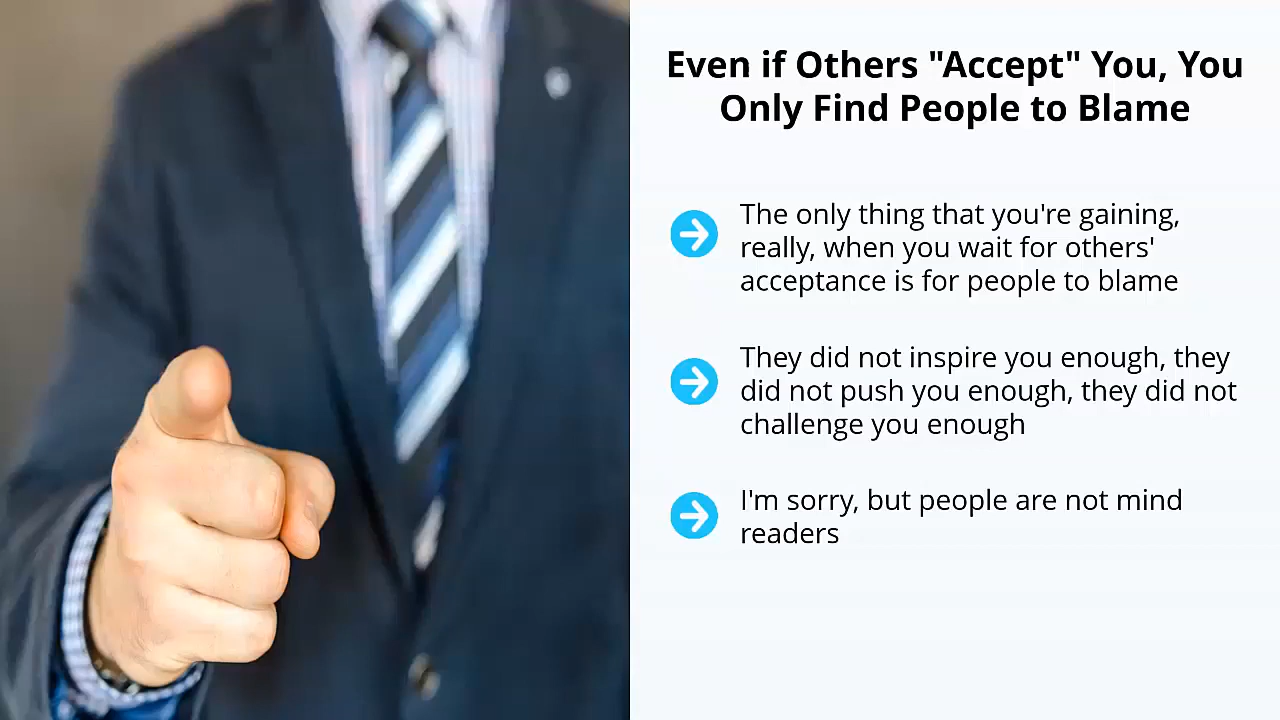 Even if Others "Accept" You, You
Only Find People to Blame
The only thing that you're gaining,
really, when you wait for others'
acceptance is for people to blame
They did not inspire you enough, they
did not push you enough, they did not
challenge you enough
I'm sorry, but people are not mind
readers